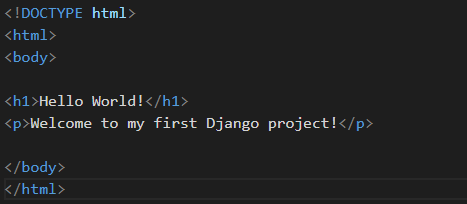 <!DOCTYPE html>
<html>
<body>
<h1>Hello World!</h1>
<p>Welcome to my first Django project!</p>
</body>
</html>